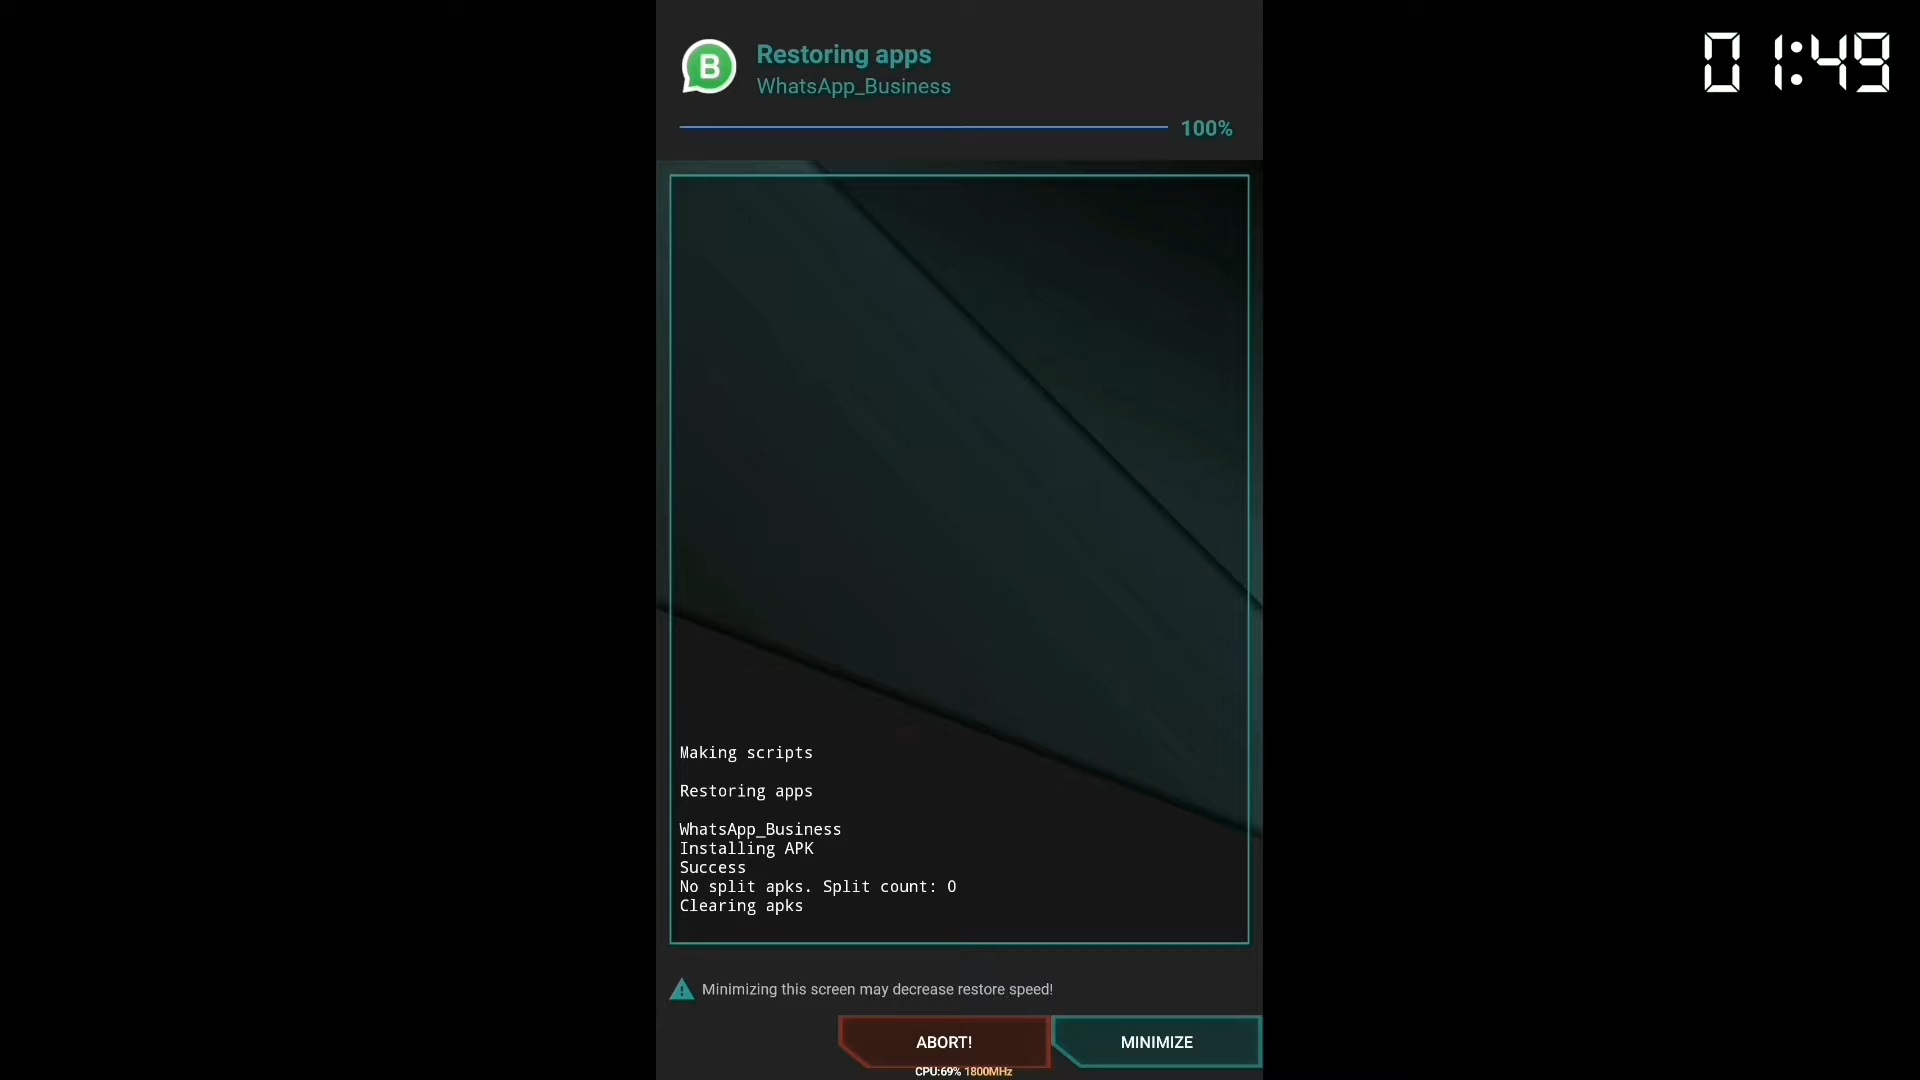 B
Restoring apps
WhatsApp_Business
100%
01:49
Making scripts
Restoring apps
WhatsApp_Business
Installing APK
Success
No split apks. Split count: 0
Clearing apks
Minimizing this screen may decrease restore speed!
ABORT!
MINIMIZE
CPU:69% 1800MHz